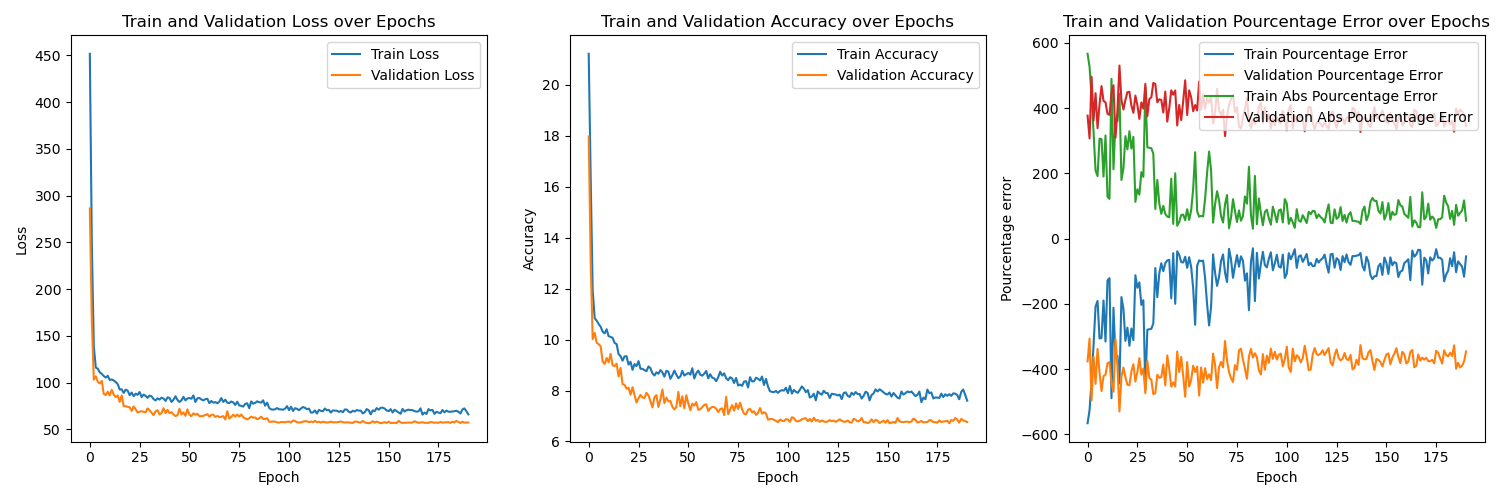 Train and Validation Loss over Epochs
450
400
350
300
250
200
150
100
50
0
25
50
75
100
125
150
175
Loss
Epoch
Train Loss
Validation Loss
Train and Validation Accuracy over Epochs
20
18
16
14
12
10
8
6
0
25
50
75
100
125
150
175
Accuracy
Epoch
Train Accuracy
Validation Accuracy
Train and Validation Pourcentage Error over Epochs
600
400
200
0
−200
−400
−600
0
25
50
75
100
125
150
175
Pourcentage error
Epoch
Train Pourcentage Error
Validation Pourcentage Error
Train Abs Pourcentage Error
Validation Abs Pourcentage Error